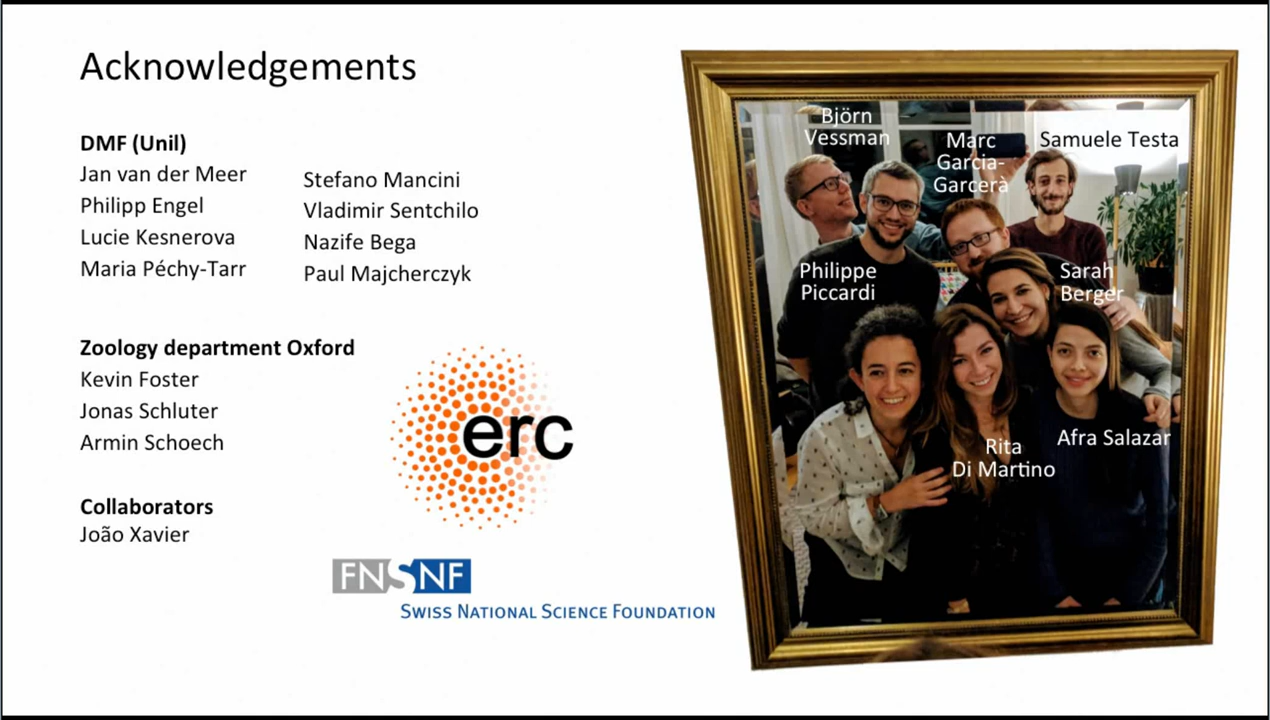 Acknowledgements
DMF (Unil)
Jan van der Meer
Philipp Engel
Lucie Kesnerova
Maria Péchy-Tarr
Stefano Mancini
Vladimir Sentchilo
Nazife Bega
Paul Majcherczyk
Zoology department Oxford
Kevin Foster
Jonas Schluter
Armin Schoech
Collaborators
João Xavier
erc
FNSNF
SWISS NATIONAL SCIENCE FOUNDATION
Björn
Vessman
Marc
Garcia-
Garcerà
Samuele Testa
Philippe
Piccardi
Sarah
Berger
Rita
Di Martino
Afra Salazar